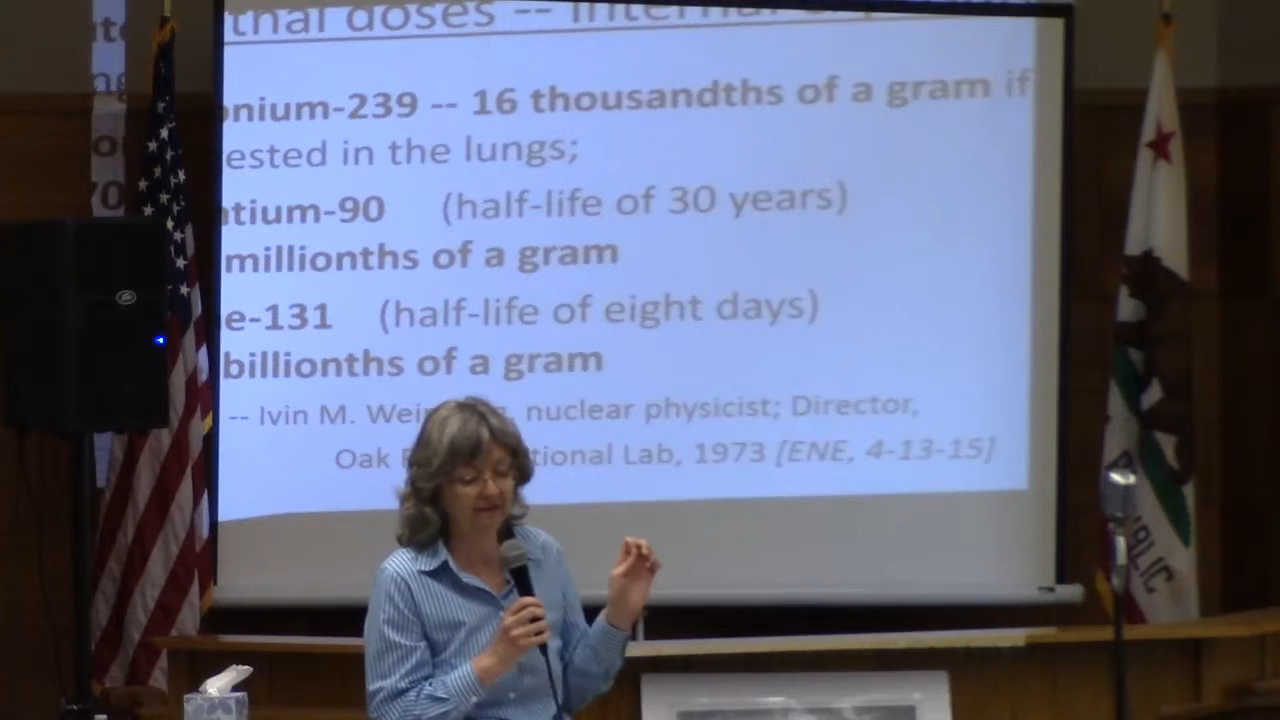 thal doses -- 
onium-239 -- 16 thousandths of a gram if
ested in the lungs;
tium-90 (half-life of 30 years)
millionths of a gram
e-131 (half-life of eight days)
billionths of a gram
-- Ivin M. Wei nuclear physicist; Director,
Oak tional Lab, 1973 [ENE, 4-13-15]